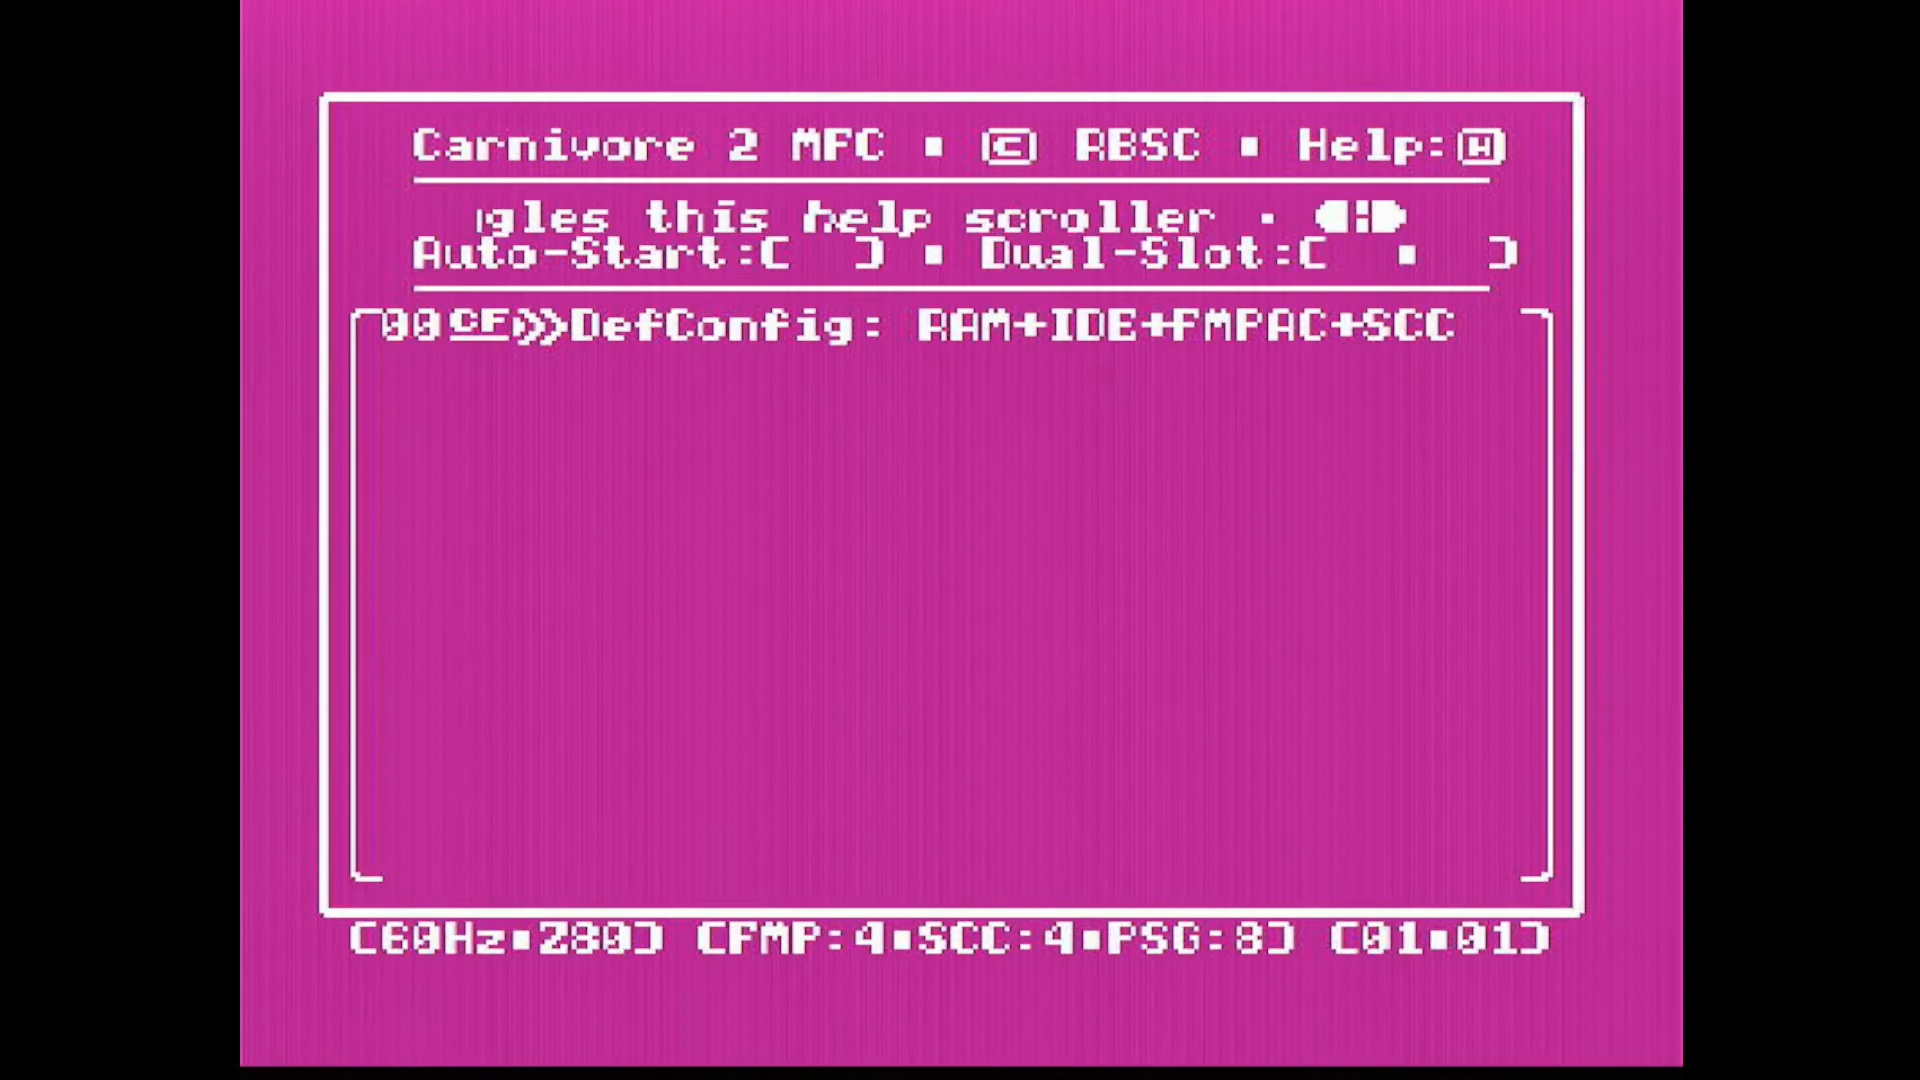 Carnivore 2 MFC ▪ [C] RBSC ▪ Help:[H]
gles this help scroller ·
Auto-Start:[  ] ▪ Dual-Slot:[  ▪  ]
00 CF»DefConfig: RAM+IDE+FMPAC+SCC
[60Hz▪Z80] [FMP:4▪SCC:4▪PSG:8] [01▪01]